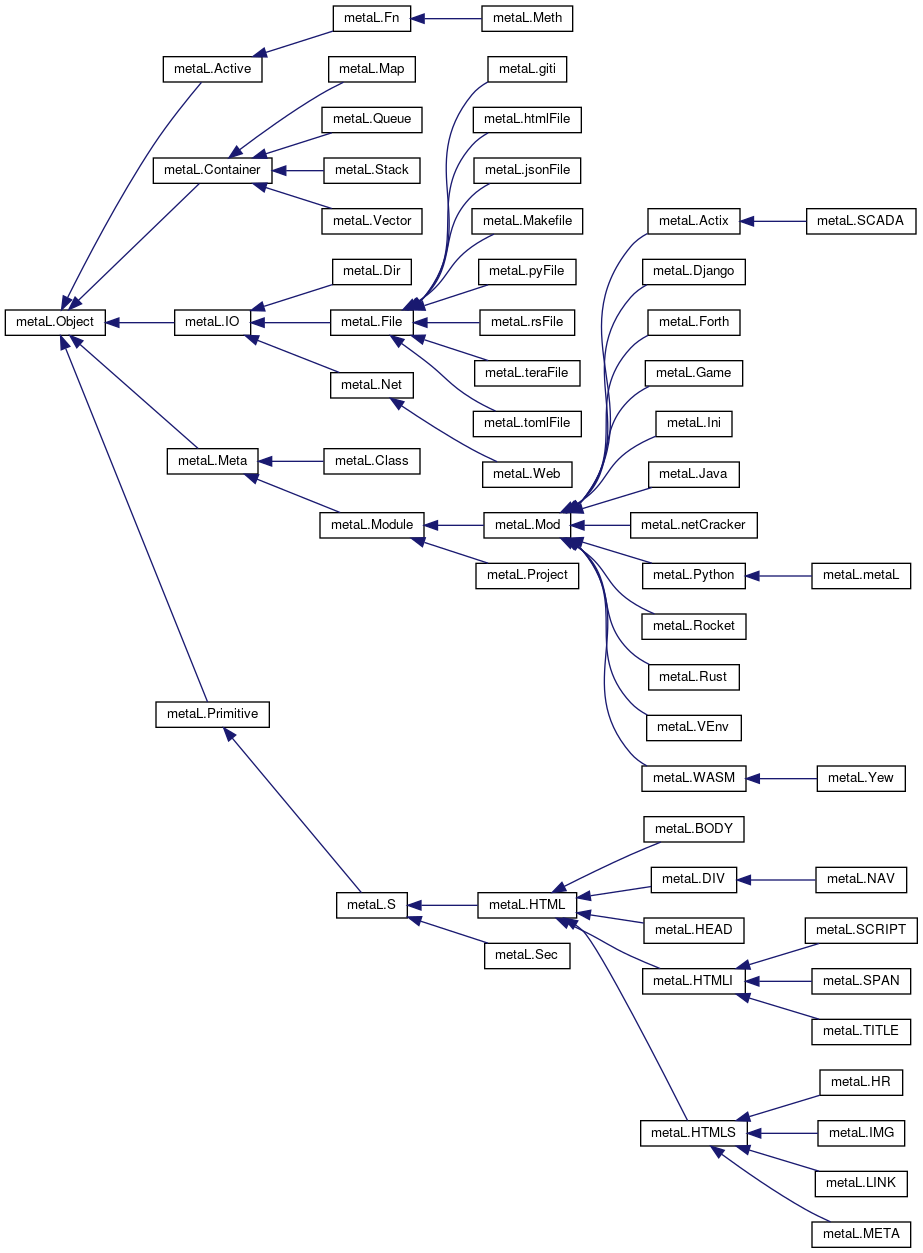 metaL.Fn
metaL.Meth
metaL.Active
metaL.Map
metaL.giti
metaL.Queue
metaL.htmlFile
metaL.Container
metaL.Stack
metaL.jsonFile
metaL.Vector
metaL.Makefile
metaL.Actix
metaL.SCADA
metaL.Dir
metaL.pyFile
metaL.Django
metaL.Object
metaL.IO
metaL.File
metaL.rsFile
metaL.Forth
metaL.Net
metaL.teraFile
metaL.Game
metaL.tomlFile
metaL.Ini
metaL.Meta
metaL.Class
metaL.Web
metaL.Java
metaL.Module
metaL.Mod
metaL.netCracker
metaL.Project
metaL.Python
metaL.metaL
metaL.Rocket
metaL.Rust
metaL.Primitive
metaL.VEnv
metaL.WASM
metaL.Yew
metaL.BODY
metaL.DIV
metaL.NAV
metaL.S
metaL.HTML
metaL.HEAD
metaL.SCRIPT
metaL.Sec
metaL.HTMLI
metaL.SPAN
metaL.TITLE
metaL.HR
metaL.HTMLS
metaL.IMG
metaL.LINK
metaL.META